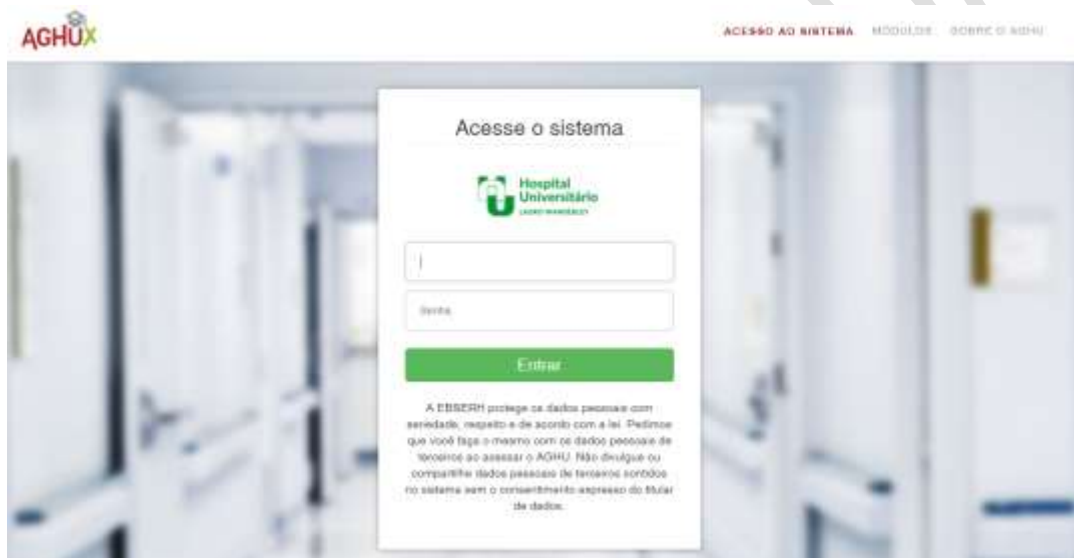 AGHUX
ACESSO AO SISTEMA MÓDULOS SOBRE O AGHU
Acesse o sistema
Hospital
Universitário
LAURO WANDERLEY
Senha
Entrar
A EBSERH protege os dados pessoais com
seriedade, respeito e de acordo com a lei. Pedimos
que você faça o mesmo com os dados pessoais de
terceiros ao acessar o AGHU. Não divulgue ou
compartilhe dados pessoais de terceiros contidos
no sistema sem o consentimento expresso do titular
de dados.